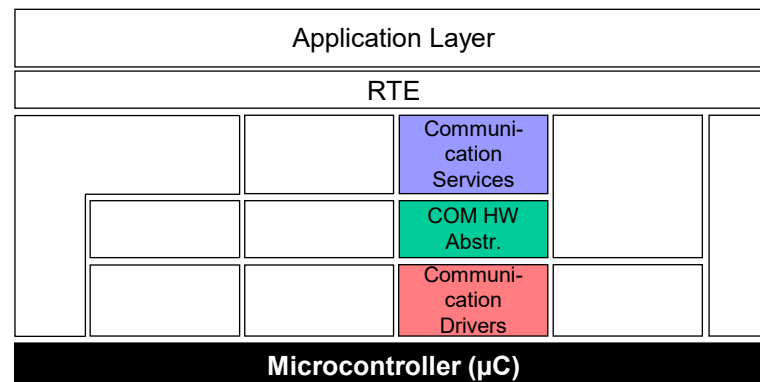 Application Layer
RTE
Communi-
cation
Services
COM HW
Abstr.
Communi-
cation
Drivers
Microcontroller (µC)